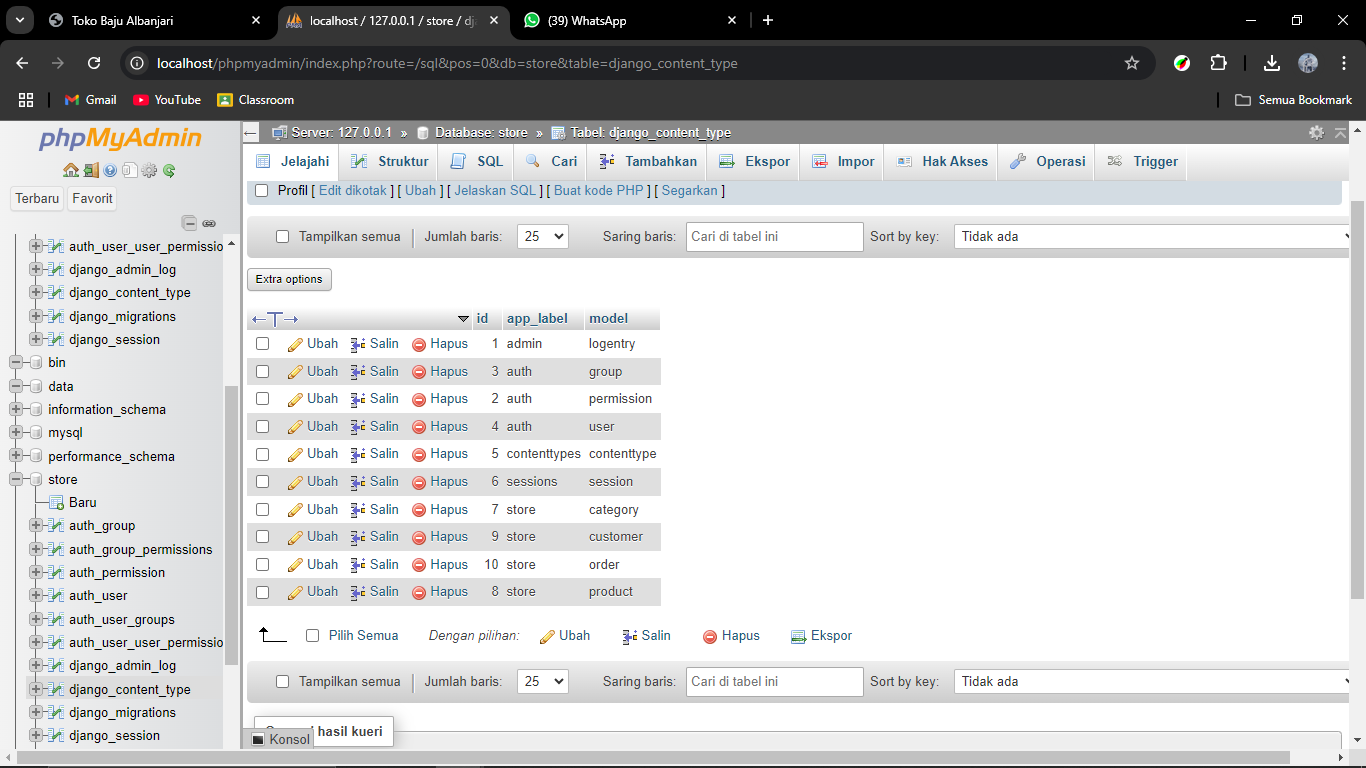 Toko Baju Albanjari
localhost / 127.0.0.1 / store / dj
(39) WhatsApp
localhost/phpmyadmin/index.php?route=/sql&pos=0&db=store&table=django_content_type
Gmail YouTube Classroom Semua Bookmark
phpMyAdmin
Terbaru Favorit
auth_user_user_permissio
django_admin_log
django_content_type
django_migrations
django_session
bin
data
information_schema
mysql
performance_schema
store
Baru
auth_group
auth_group_permissions
auth_permission
auth_user
auth_user_groups
auth_user_user_permissio
django_admin_log
django_content_type
django_migrations
django_session
Server: 127.0.0.1 » Database: store » Tabel: django_content_type
Jelajahi Struktur SQL Cari Tambahkan Ekspor Impor Hak Akses Operasi Trigger
Profil [ Edit dikotak ] [ Ubah ] [ Jelaskan SQL ] [ Buat kode PHP ] [ Segarkan ]
Tampilkan semua Jumlah baris: 25 Saring baris: Cari di tabel ini Sort by key: Tidak ada
Extra options
id app_label model
Ubah Salin Hapus 1 admin logentry
Ubah Salin Hapus 3 auth group
Ubah Salin Hapus 2 auth permission
Ubah Salin Hapus 4 auth user
Ubah Salin Hapus 5 contenttypes contenttype
Ubah Salin Hapus 6 sessions session
Ubah Salin Hapus 7 store category
Ubah Salin Hapus 9 store customer
Ubah Salin Hapus 10 store order
Ubah Salin Hapus 8 store product
Pilih Semua Dengan pilihan: Ubah Salin Hapus Ekspor
Tampilkan semua Jumlah baris: 25 Saring baris: Cari di tabel ini Sort by key: Tidak ada
hasil kueri
Konsol